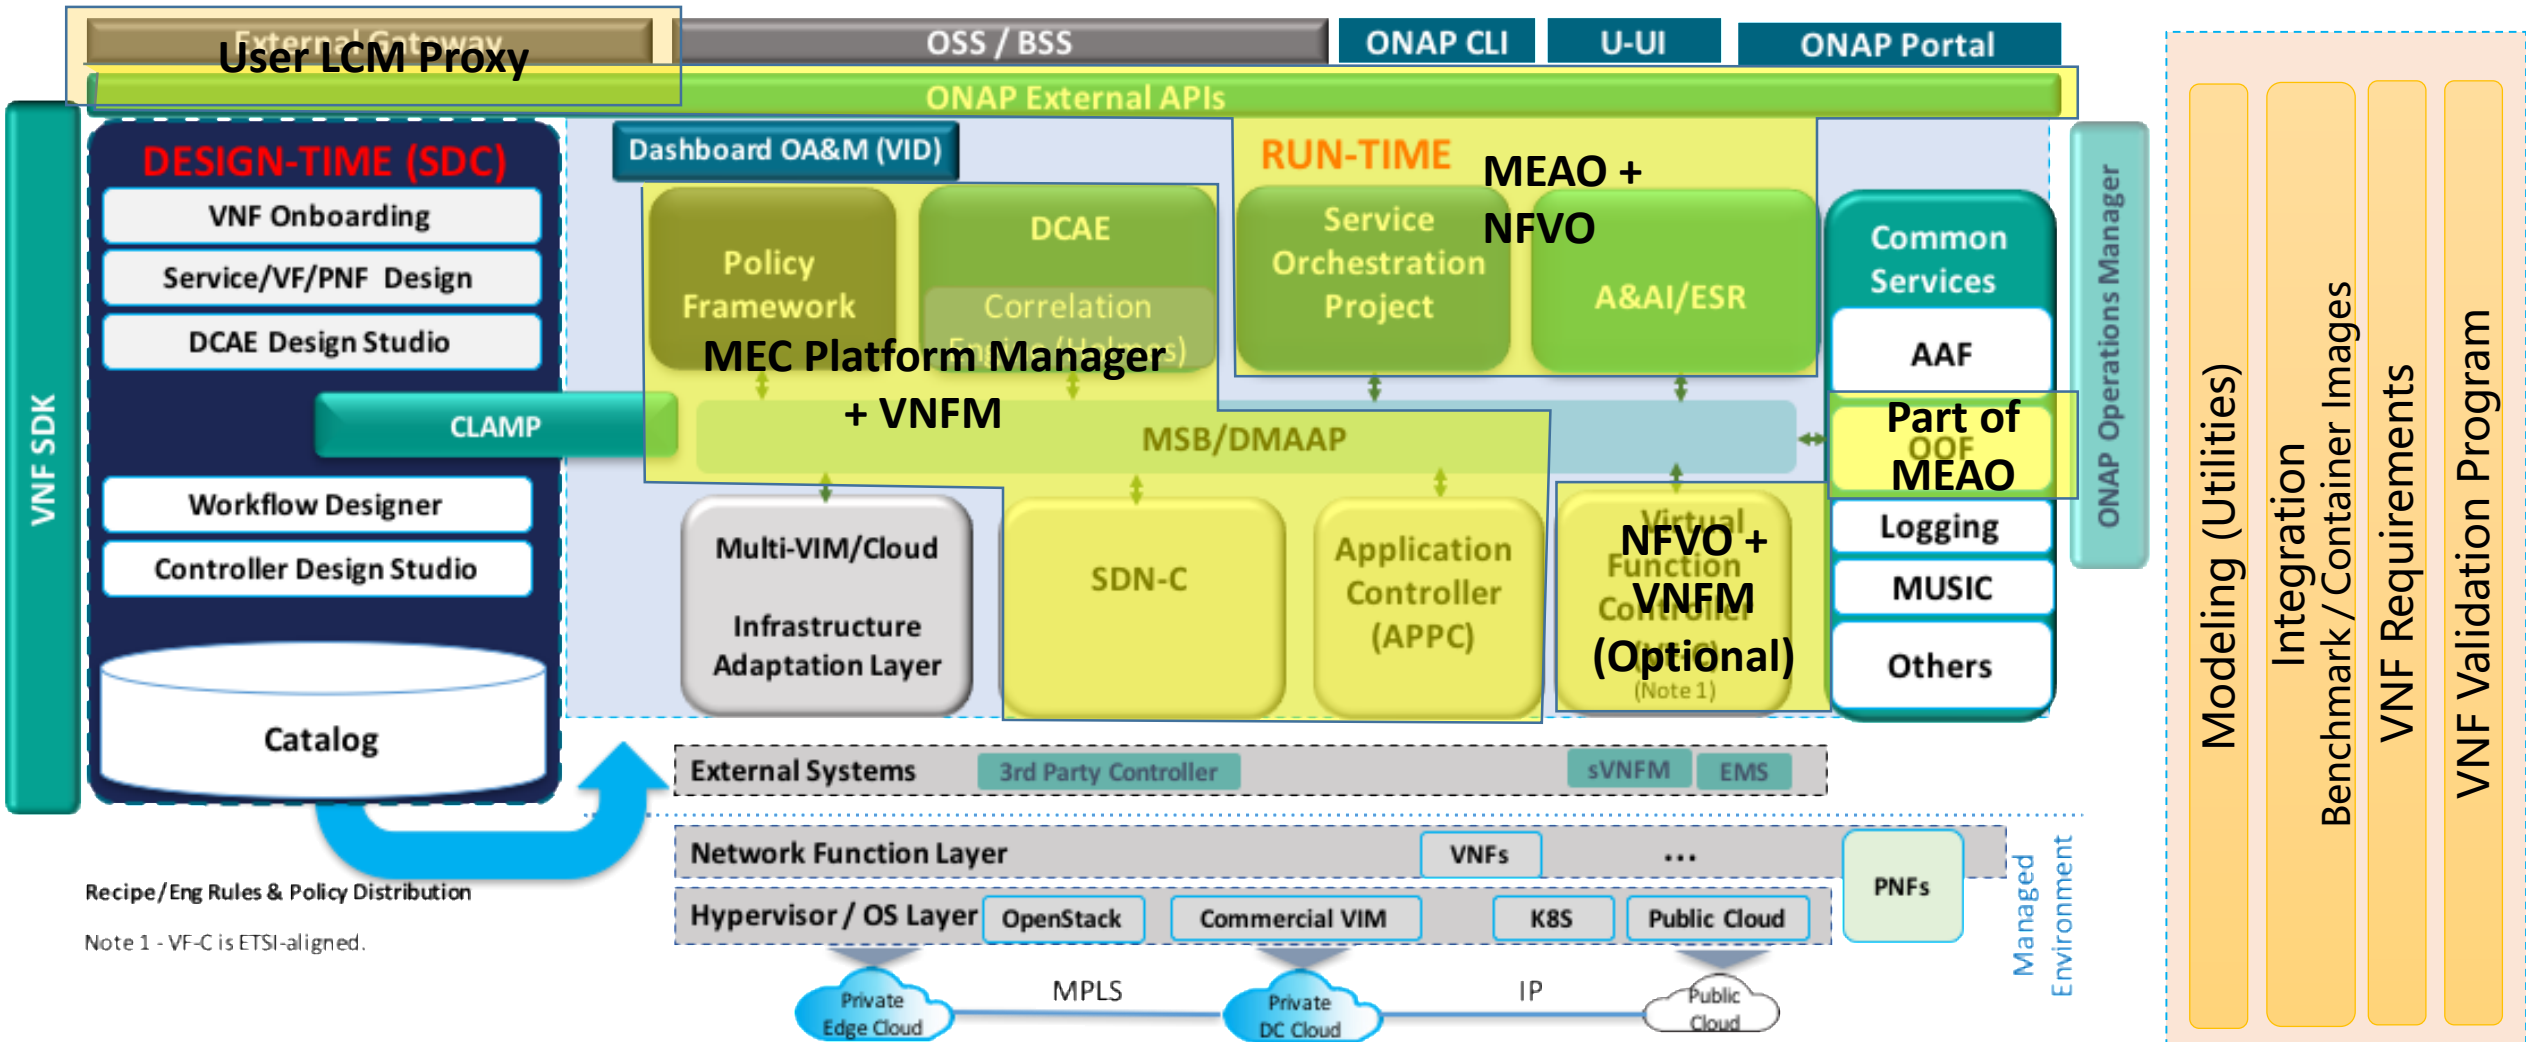 External Gateway
User LCM Proxy
OSS / BSS
ONAP CLI
U-UI
ONAP Portal
ONAP External APIs
VNF SDK
DESIGN-TIME (SDC)
VNF Onboarding
Service/VF/PNF Design
DCAE Design Studio
CLAMP
Workflow Designer
Controller Design Studio
Catalog
Recipe/Eng Rules & Policy Distribution
Note 1 - VF-C is ETSI-aligned.
Dashboard OA&M (VID)
RUN-TIME
MEAO +
NFVO
Policy
Framework
DCAE
Correlation
Engine (Holmes)
MEC Platform Manager
+ VNFM
Service
Orchestration
Project
A&AI/ESR
MSB/DMAAP
Multi-VIM/Cloud
Infrastructure
Adaptation Layer
SDN-C
Application
Controller
(APPC)
Virtual
Function
Controller
(VF-C)
(Note 1)
NFVO +
VNFM
(Optional)
Common
Services
AAF
OOF
Part of
MEAO
Logging
MUSIC
Others
ONAP Operations Manager
External Systems
3rd Party Controller
sVNFM
EMS
Network Function Layer
VNFs
...
PNFs
Hypervisor / OS Layer
OpenStack
Commercial VIM
K8S
Public Cloud
Managed
Environment
Private
Edge Cloud
MPLS
Private
DC Cloud
IP
Public
Cloud
Modeling (Utilities)
Integration
Benchmark / Container Images
VNF Requirements
VNF Validation Program